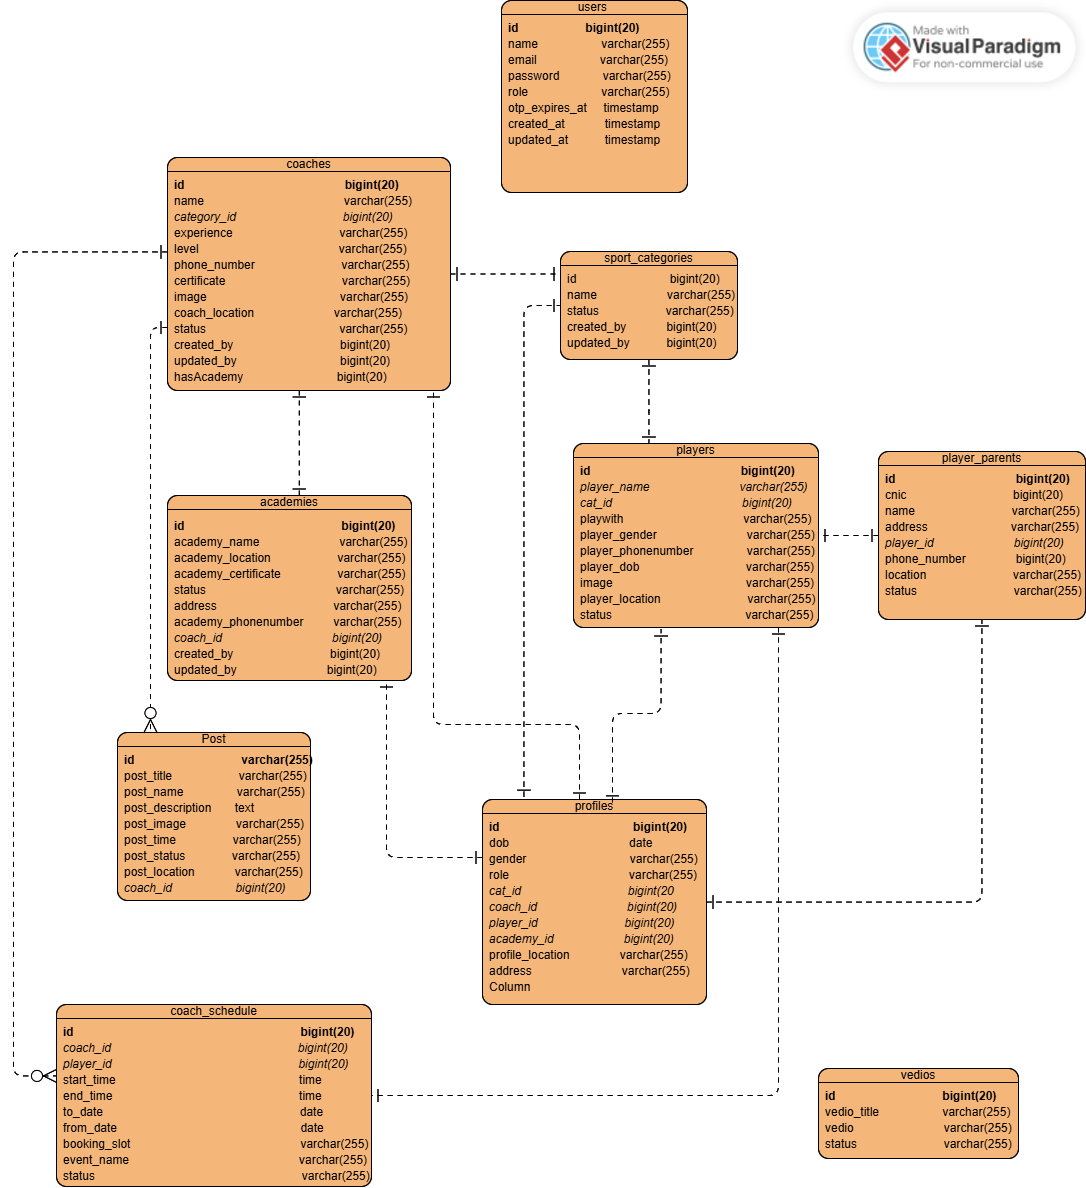 users
id bigint(20)
name varchar(255)
email varchar(255)
password varchar(255)
role varchar(255)
otp_expires_at timestamp
created_at timestamp
updated_at timestamp
Made with
Visual Paradigm
For non-commercial use
coaches
id bigint(20)
name varchar(255)
category_id bigint(20)
experience varchar(255)
level varchar(255)
phone_number varchar(255)
certificate varchar(255)
image varchar(255)
coach_location varchar(255)
status varchar(255)
created_by bigint(20)
updated_by bigint(20)
hasAcademy bigint(20)
sport_categories
id bigint(20)
name varchar(255)
status varchar(255)
created_by bigint(20)
updated_by bigint(20)
players
id bigint(20)
player_name varchar(255)
cat_id bigint(20)
playwith varchar(255)
player_gender varchar(255)
player_phonenumber varchar(255)
player_dob varchar(255)
image varchar(255)
player_location varchar(255)
status varchar(255)
player_parents
id bigint(20)
cnic bigint(20)
name varchar(255)
address varchar(255)
player_id bigint(20)
phone_number bigint(20)
location varchar(255)
status varchar(255)
academies
id bigint(20)
academy_name varchar(255)
academy_location varchar(255)
academy_certificate varchar(255)
status varchar(255)
address varchar(255)
academy_phonenumber varchar(255)
coach_id bigint(20)
created_by bigint(20)
updated_by bigint(20)
Post
id varchar(255)
post_title varchar(255)
post_name varchar(255)
post_description text
post_image varchar(255)
post_time varchar(255)
post_status varchar(255)
post_location varchar(255)
coach_id bigint(20)
profiles
id bigint(20)
dob date
gender varchar(255)
role varchar(255)
cat_id bigint(20
coach_id bigint(20)
player_id bigint(20)
academy_id bigint(20)
profile_location varchar(255)
address varchar(255)
Column
coach_schedule
id bigint(20)
coach_id bigint(20)
player_id bigint(20)
start_time time
end_time time
to_date date
from_date date
booking_slot varchar(255)
event_name varchar(255)
status varchar(255)
vedios
id bigint(20)
vedio_title varchar(255)
vedio varchar(255)
status varchar(255)